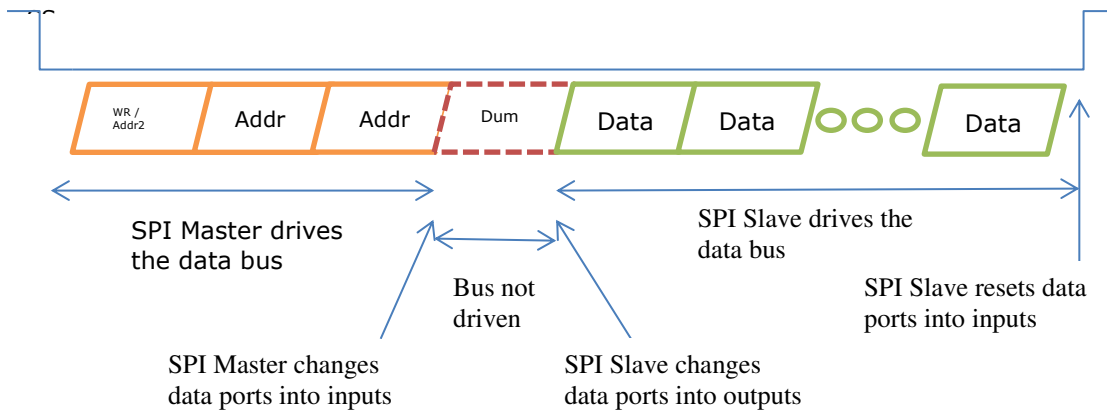 WR /
Addr2
Addr
Addr
Dum
Data
Data
Data
SPI Master drives
the data bus
SPI Slave drives the
data bus
Bus not
driven
SPI Slave resets data
ports into inputs
SPI Master changes
data ports into inputs
SPI Slave changes
data ports into outputs